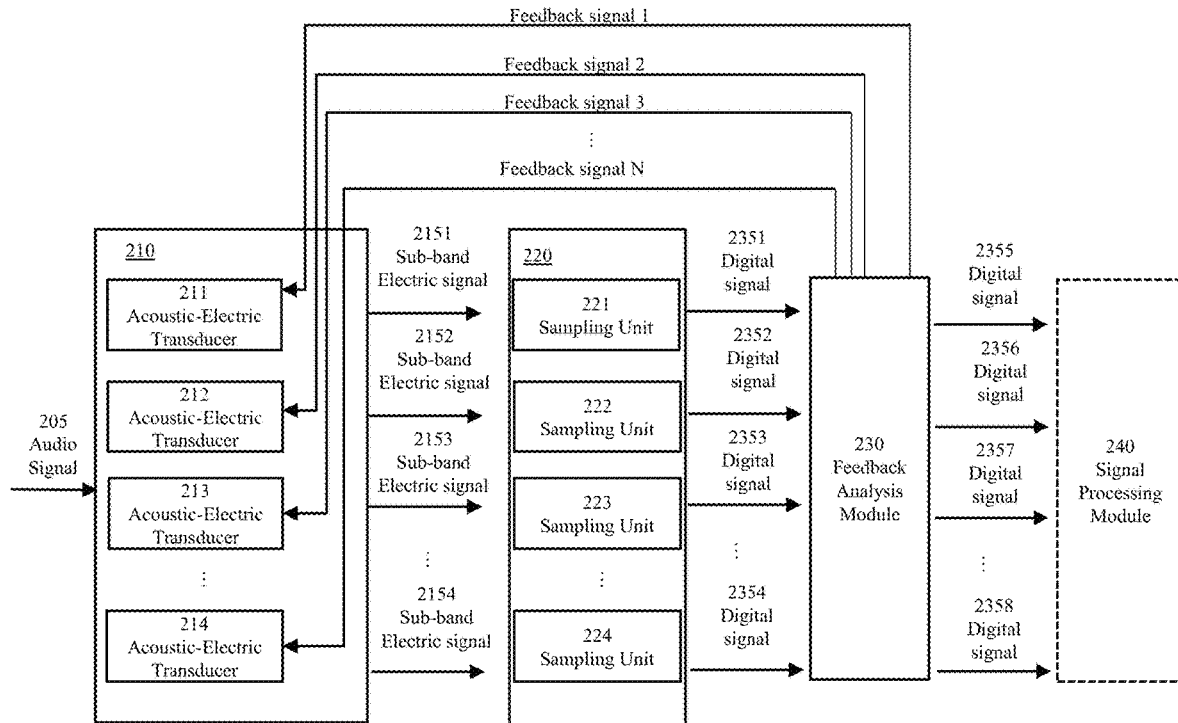 Feedback signal 1
Feedback signal 2
Feedback signal 3
⋮
Feedback signal N
205
Audio
Signal
210
211
Acoustic-Electric
Transducer
212
Acoustic-Electric
Transducer
213
Acoustic-Electric
Transducer
⋮
214
Acoustic-Electric
Transducer
2151
Sub-band
Electric signal
2152
Sub-band
Electric signal
2153
Sub-band
Electric signal
⋮
2154
Sub-band
Electric signal
220
221
Sampling Unit
222
Sampling Unit
223
Sampling Unit
⋮
224
Sampling Unit
2351
Digital
signal
2352
Digital
signal
2353
Digital
signal
⋮
2354
Digital
signal
230
Feedback
Analysis
Module
2355
Digital
signal
2356
Digital
signal
2357
Digital
signal
⋮
2358
Digital
signal
240
Signal
Processing
Module